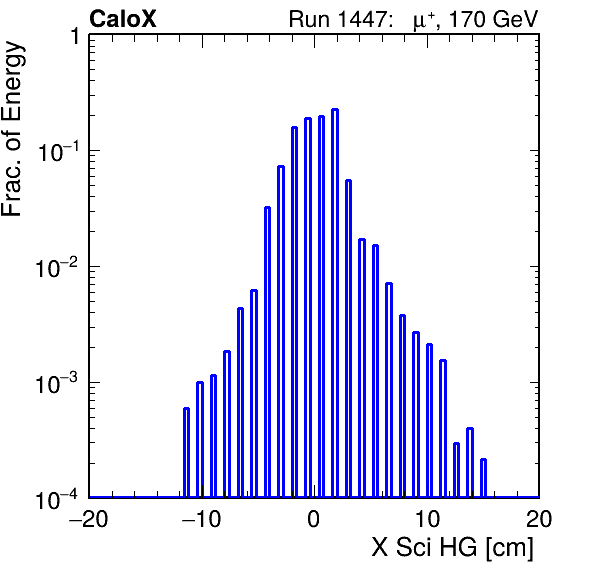 CaloX Run 1447: μ⁺, 170 GeV
Frac. of Energy
1
10⁻¹
10⁻²
10⁻³
10⁻⁴
−20 −10 0 10 20
X Sci HG [cm]